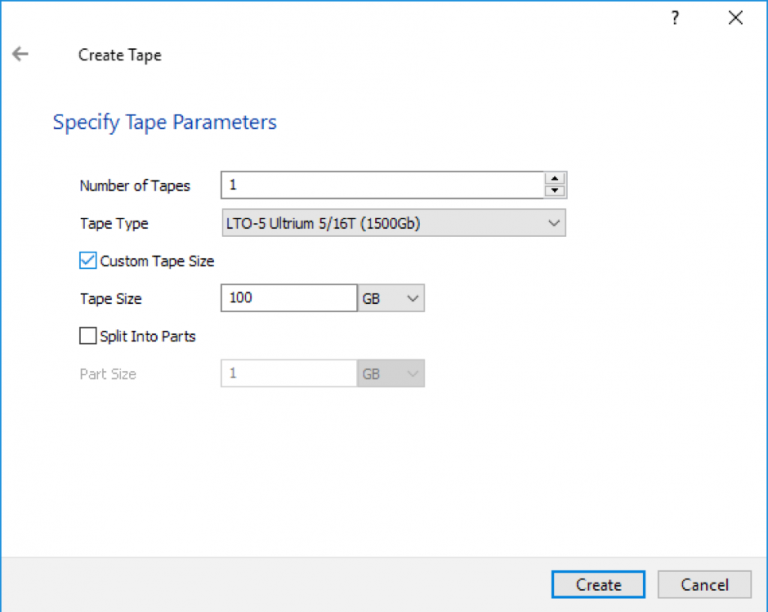 ?
Create Tape
Specify Tape Parameters
Number of Tapes 1
Tape Type LTO-5 Ultrium 5/16T (1500Gb)
Custom Tape Size
Tape Size 100 GB
Split Into Parts
Part Size 1 GB
Create Cancel